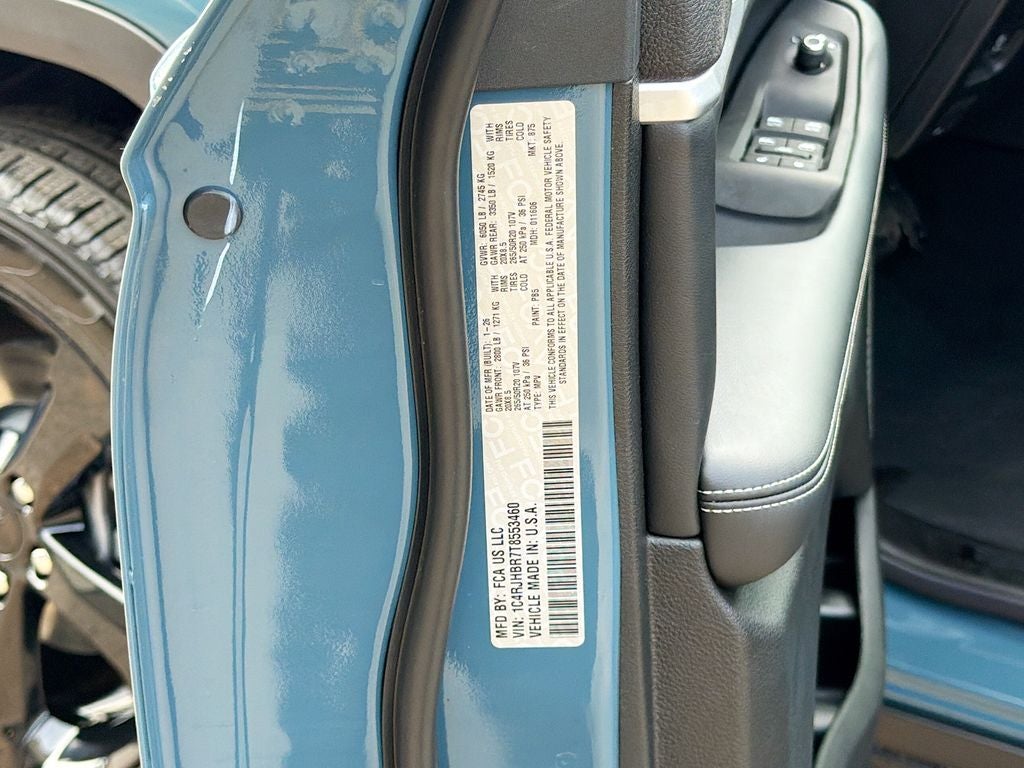 MFD BY: FCA US LLC
DATE OF MFR (BUILT): 1-26
GVWR: 6050 LB / 2745 KG
VIN: 1C4RJHBR7T8553460
GAWR FRONT: 2800 LB / 1271 KG WITH
GAWR REAR: 3350 LB / 1520 KG WITH
20X8.5 RIMS
20X8.5 RIMS
VEHICLE MADE IN: U.S.A.
265/50R20 107V TIRES
265/50R20 107V TIRES
AT 250 kPa / 36 PSI COLD
AT 250 kPa / 36 PSI COLD
TYPE: MPV PAINT: PB5 MDH: 011606 MKT: B75
THIS VEHICLE CONFORMS TO ALL APPLICABLE U.S.A. FEDERAL MOTOR VEHICLE SAFETY
STANDARDS IN EFFECT ON THE DATE OF MANUFACTURE SHOWN ABOVE.